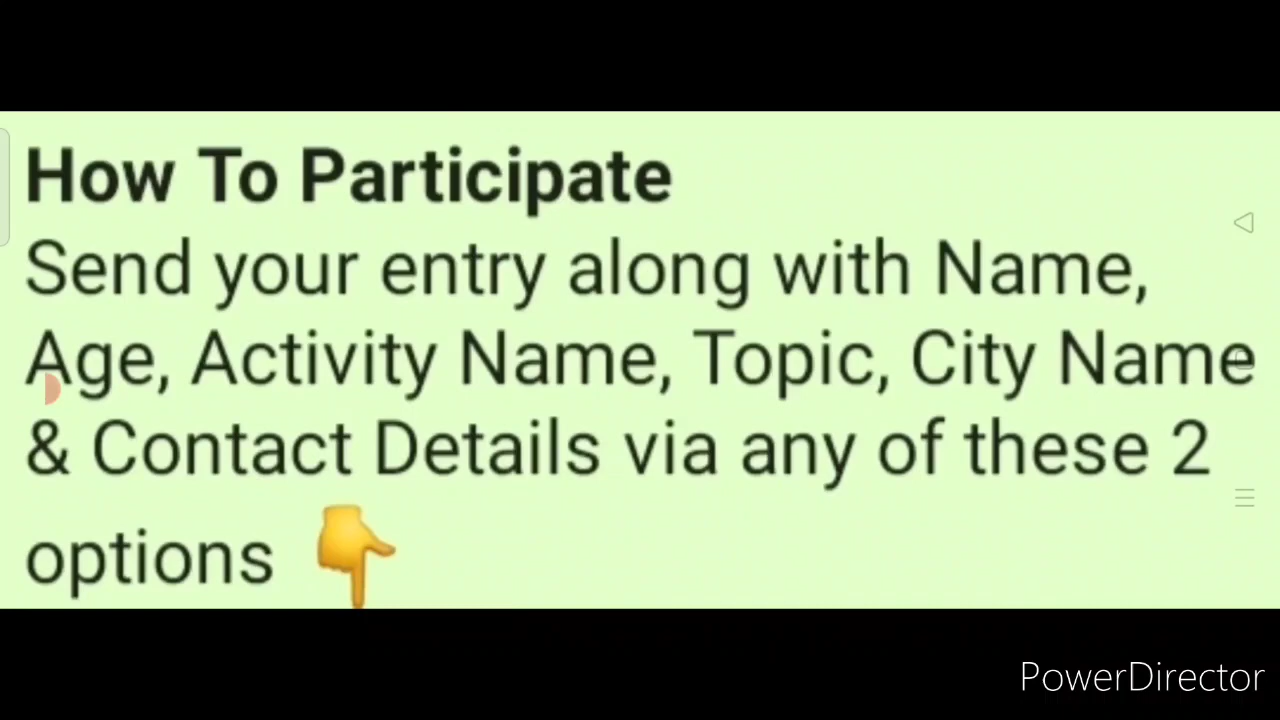 How To Participate
Send your entry along with Name,
Age, Activity Name, Topic, City Name
& Contact Details via any of these 2
options 👇
PowerDirector